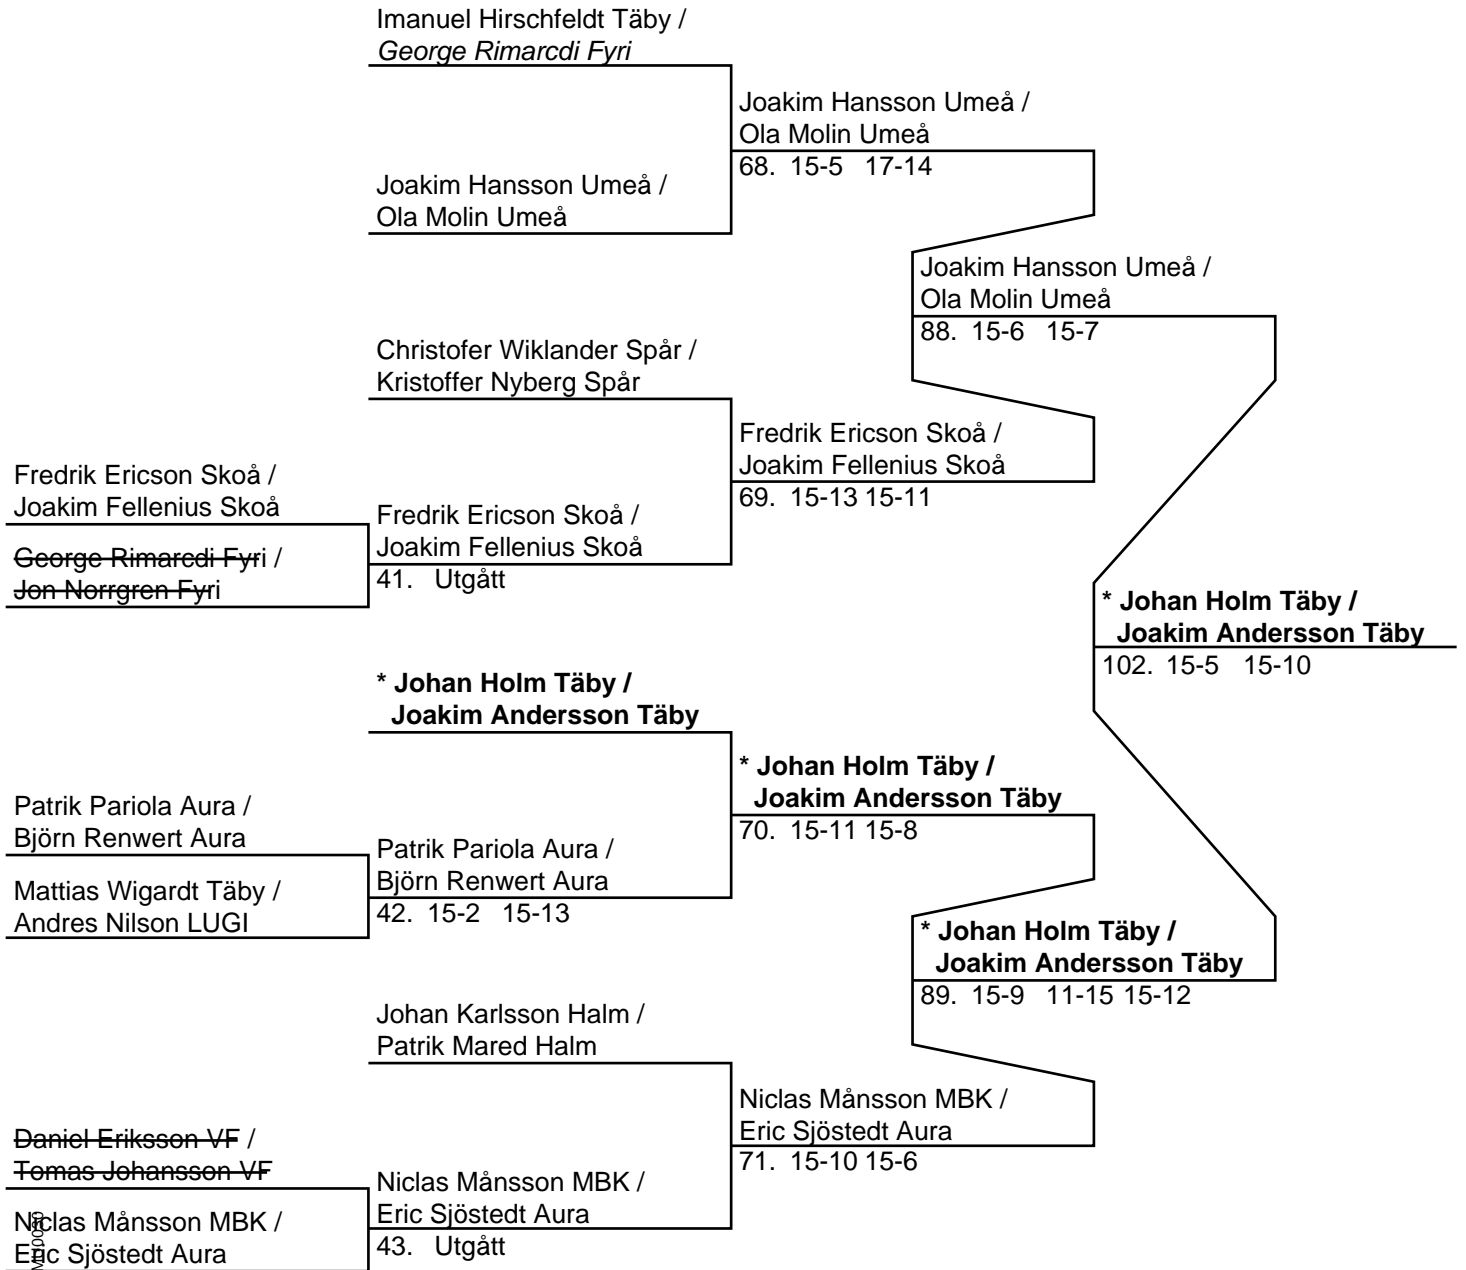 Imanuel Hirschfeldt Täby /
George Rimarcdi Fyri
Joakim Hansson Umeå /
Ola Molin Umeå
68. 15-5 17-14
Joakim Hansson Umeå /
Ola Molin Umeå
Joakim Hansson Umeå /
Ola Molin Umeå
88. 15-6 15-7
Christofer Wiklander Spår /
Kristoffer Nyberg Spår
Fredrik Ericson Skoå /
Joakim Fellenius Skoå
69. 15-13 15-11
Fredrik Ericson Skoå /
Joakim Fellenius Skoå
George Rimarcdi Fyri /
Jon Norrgren Fyri
Fredrik Ericson Skoå /
Joakim Fellenius Skoå
41. Utgått
* Johan Holm Täby /
Joakim Andersson Täby
102. 15-5 15-10
* Johan Holm Täby /
Joakim Andersson Täby
* Johan Holm Täby /
Joakim Andersson Täby
70. 15-11 15-8
Patrik Pariola Aura /
Björn Renwert Aura
Mattias Wigardt Täby /
Andres Nilson LUGI
Patrik Pariola Aura /
Björn Renwert Aura
42. 15-2 15-13
* Johan Holm Täby /
Joakim Andersson Täby
89. 15-9 11-15 15-12
Johan Karlsson Halm /
Patrik Mared Halm
Niclas Månsson MBK /
Eric Sjöstedt Aura
71. 15-10 15-6
Daniel Eriksson VF /
Tomas Johansson VF
Niclas Månsson MBK /
Eric Sjöstedt Aura
Niclas Månsson MBK /
Eric Sjöstedt Aura
43. Utgått